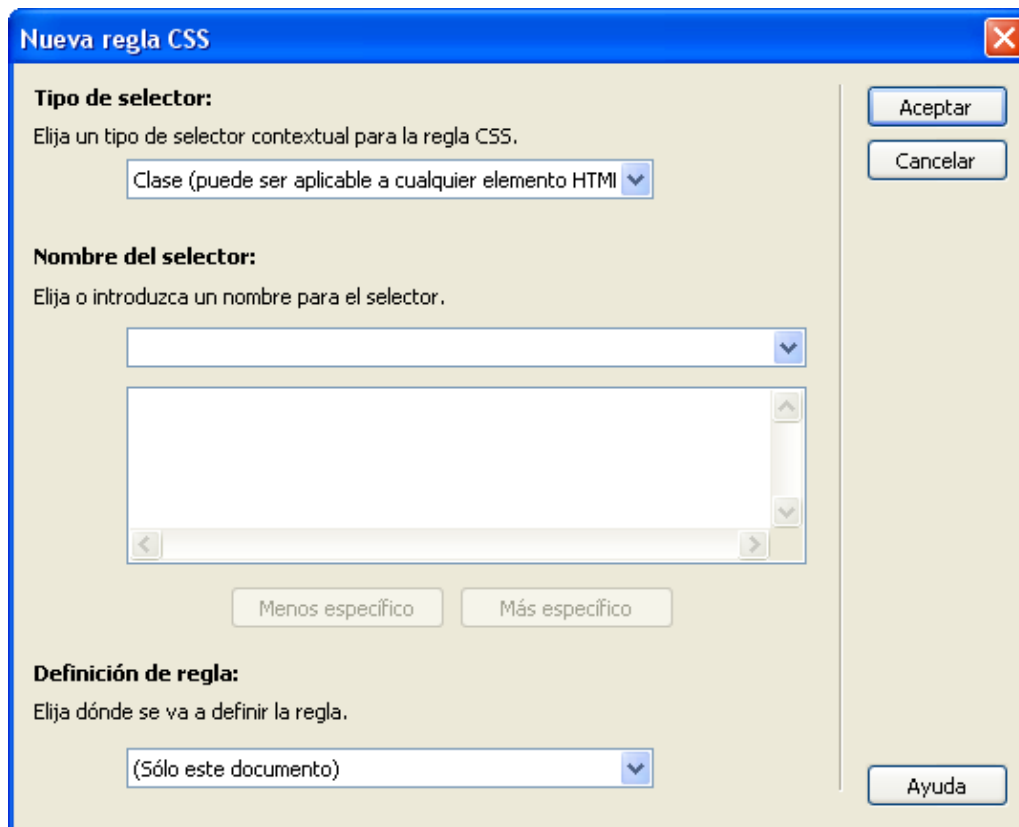 Nueva regla CSS
Tipo de selector:
Elija un tipo de selector contextual para la regla CSS.
Clase (puede ser aplicable a cualquier elemento HTMI
Nombre del selector:
Elija o introduzca un nombre para el selector.
Menos específico
Más específico
Definición de regla:
Elija dónde se va a definir la regla.
(Sólo este documento)
Aceptar
Cancelar
Ayuda